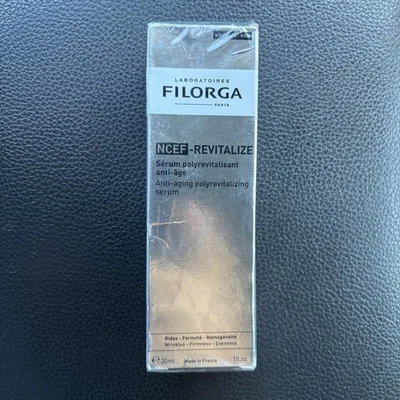 LABORATOIRES
FILORGA
PARIS
NCEF-REVITALIZE
Sérum polyrevitalisant
anti-âge
Anti-aging polyrevitalizing
serum
Rides - Fermeté - Homogénéité
Wrinkles - Firmness - Evenness
℮ 30ml Made in France 1fl.oz.